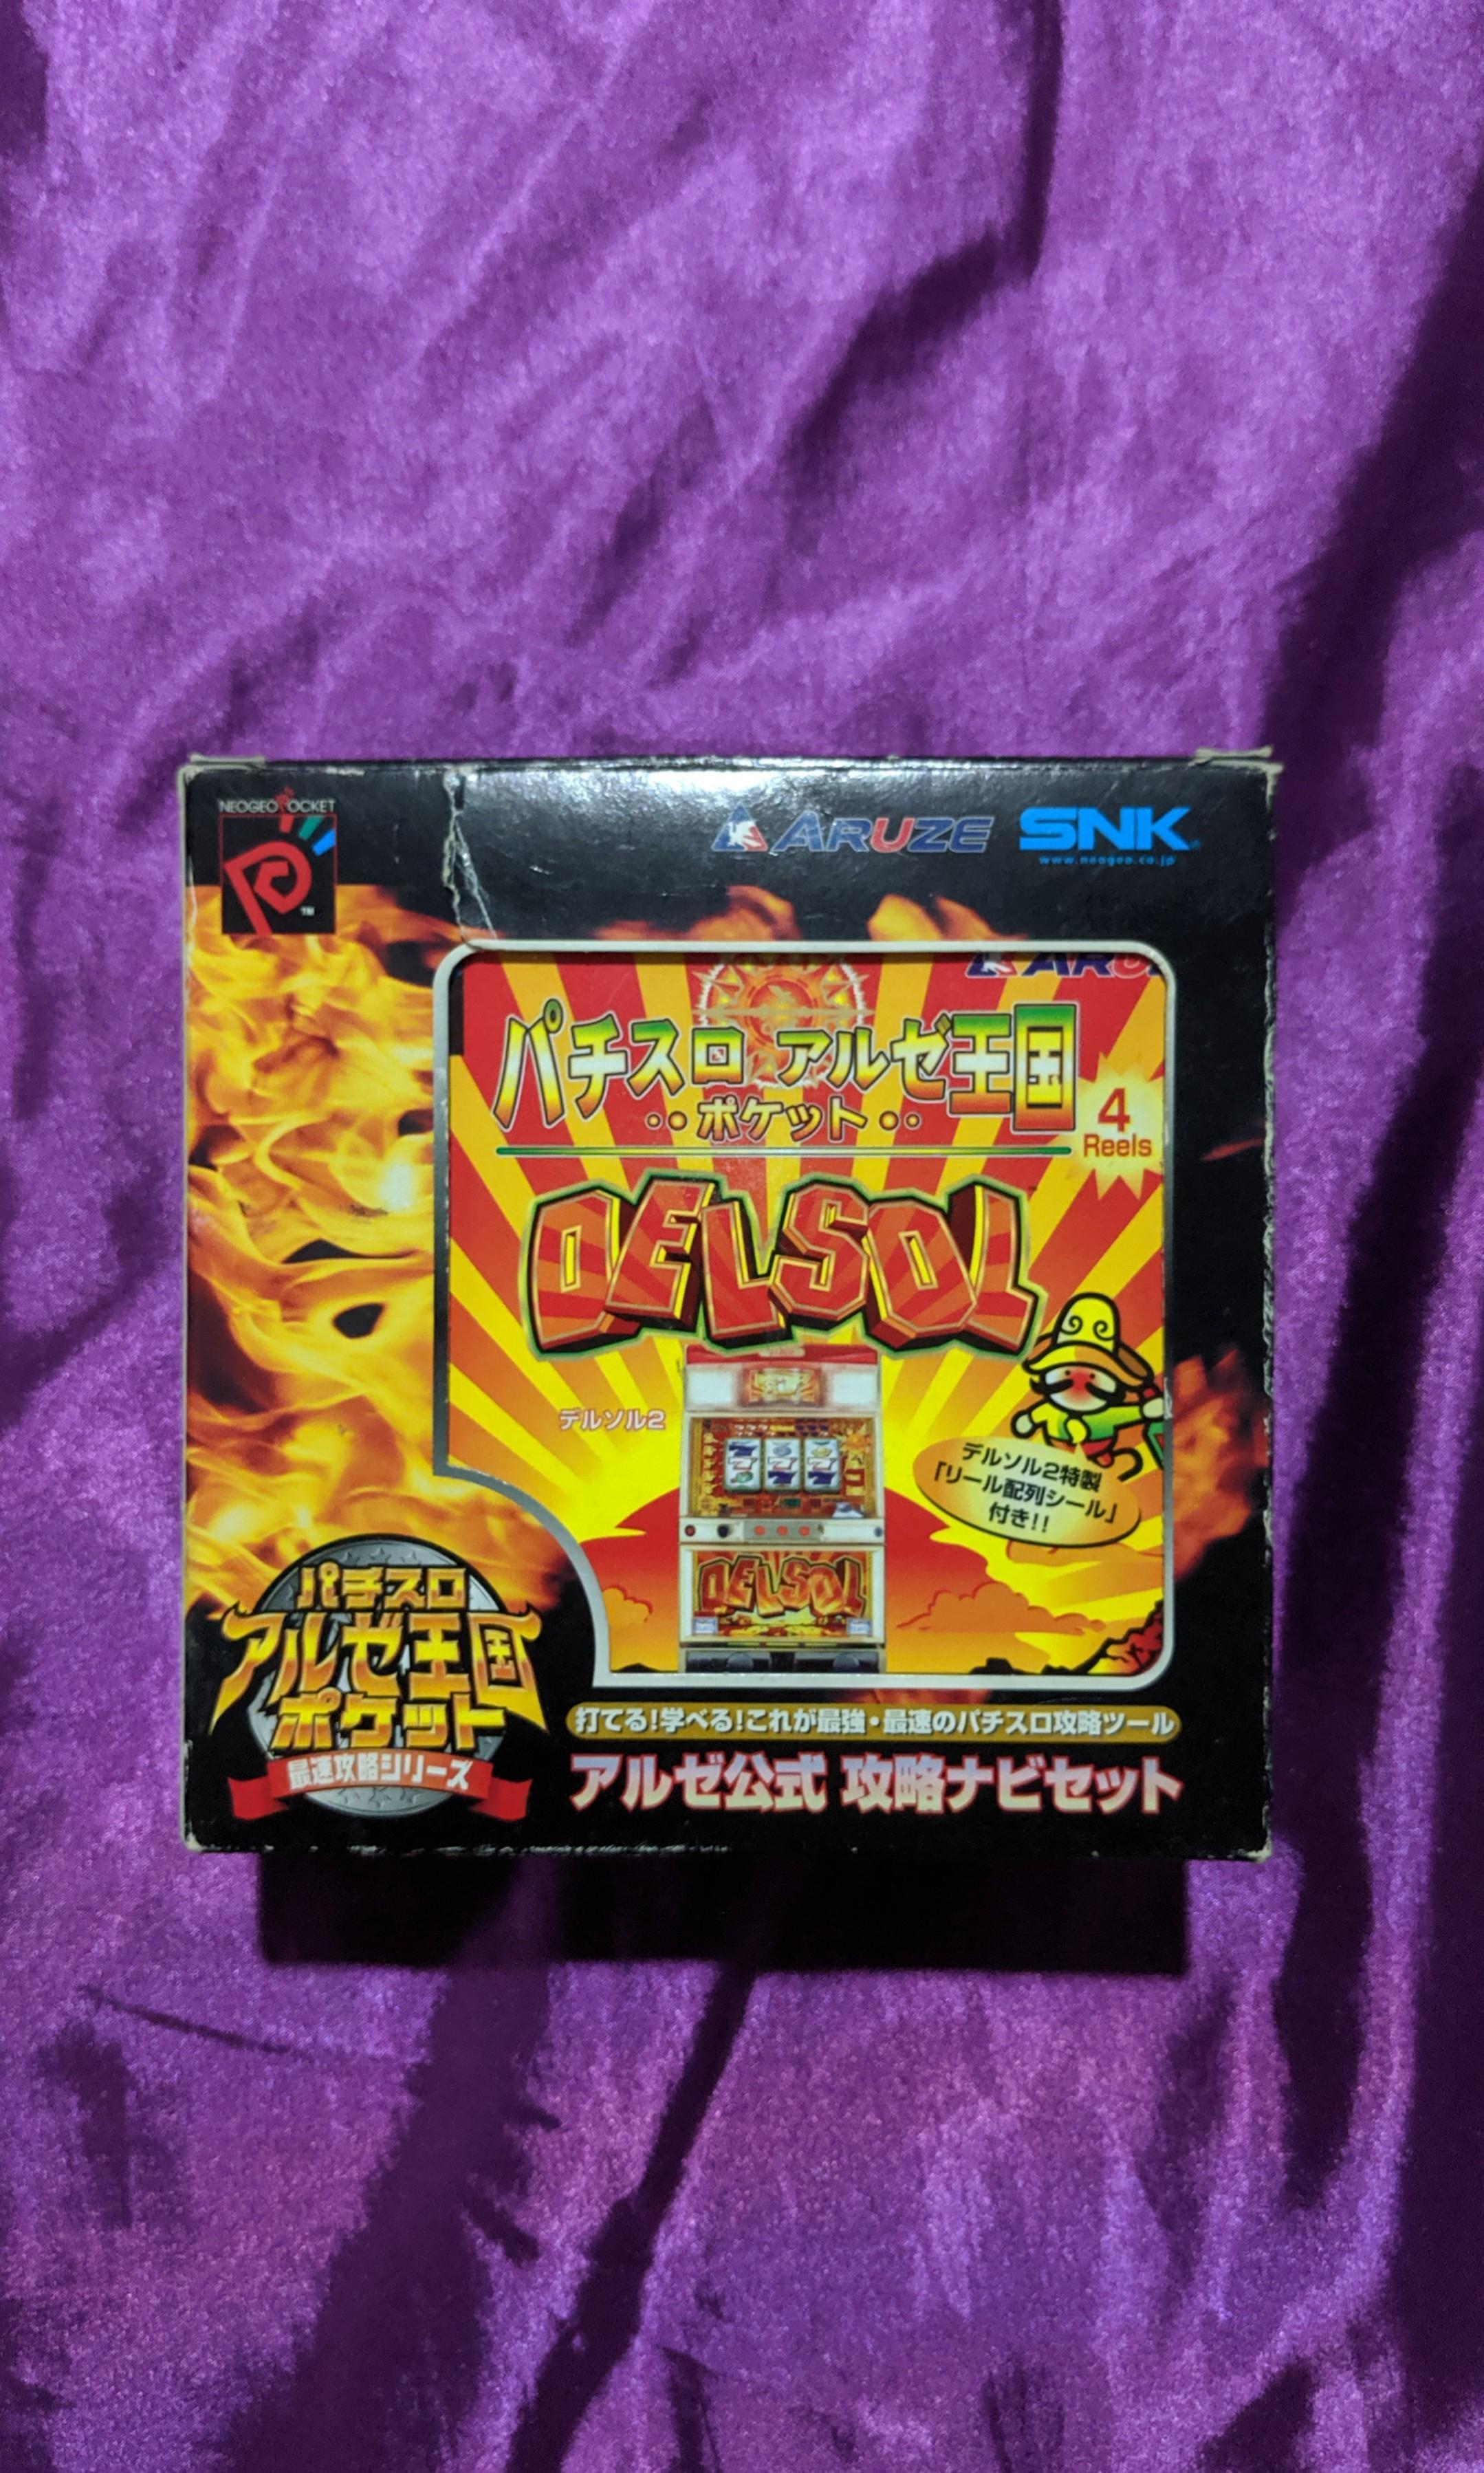 NEOGEO POCKET
TM
ARUZE
SNK
www.neogeo.co.jp
パチスロ アルゼ王国
‥ポケット‥
4
Reels
DELSOL
デルソル2
デルソル2特製
「リール配列シール」
付き!!
DELSOL
パチスロ
アルゼ王国
ポケット
最速攻略シリーズ
打てる!学べる!これが最強・最速のパチスロ攻略ツール
アルゼ公式 攻略ナビセット